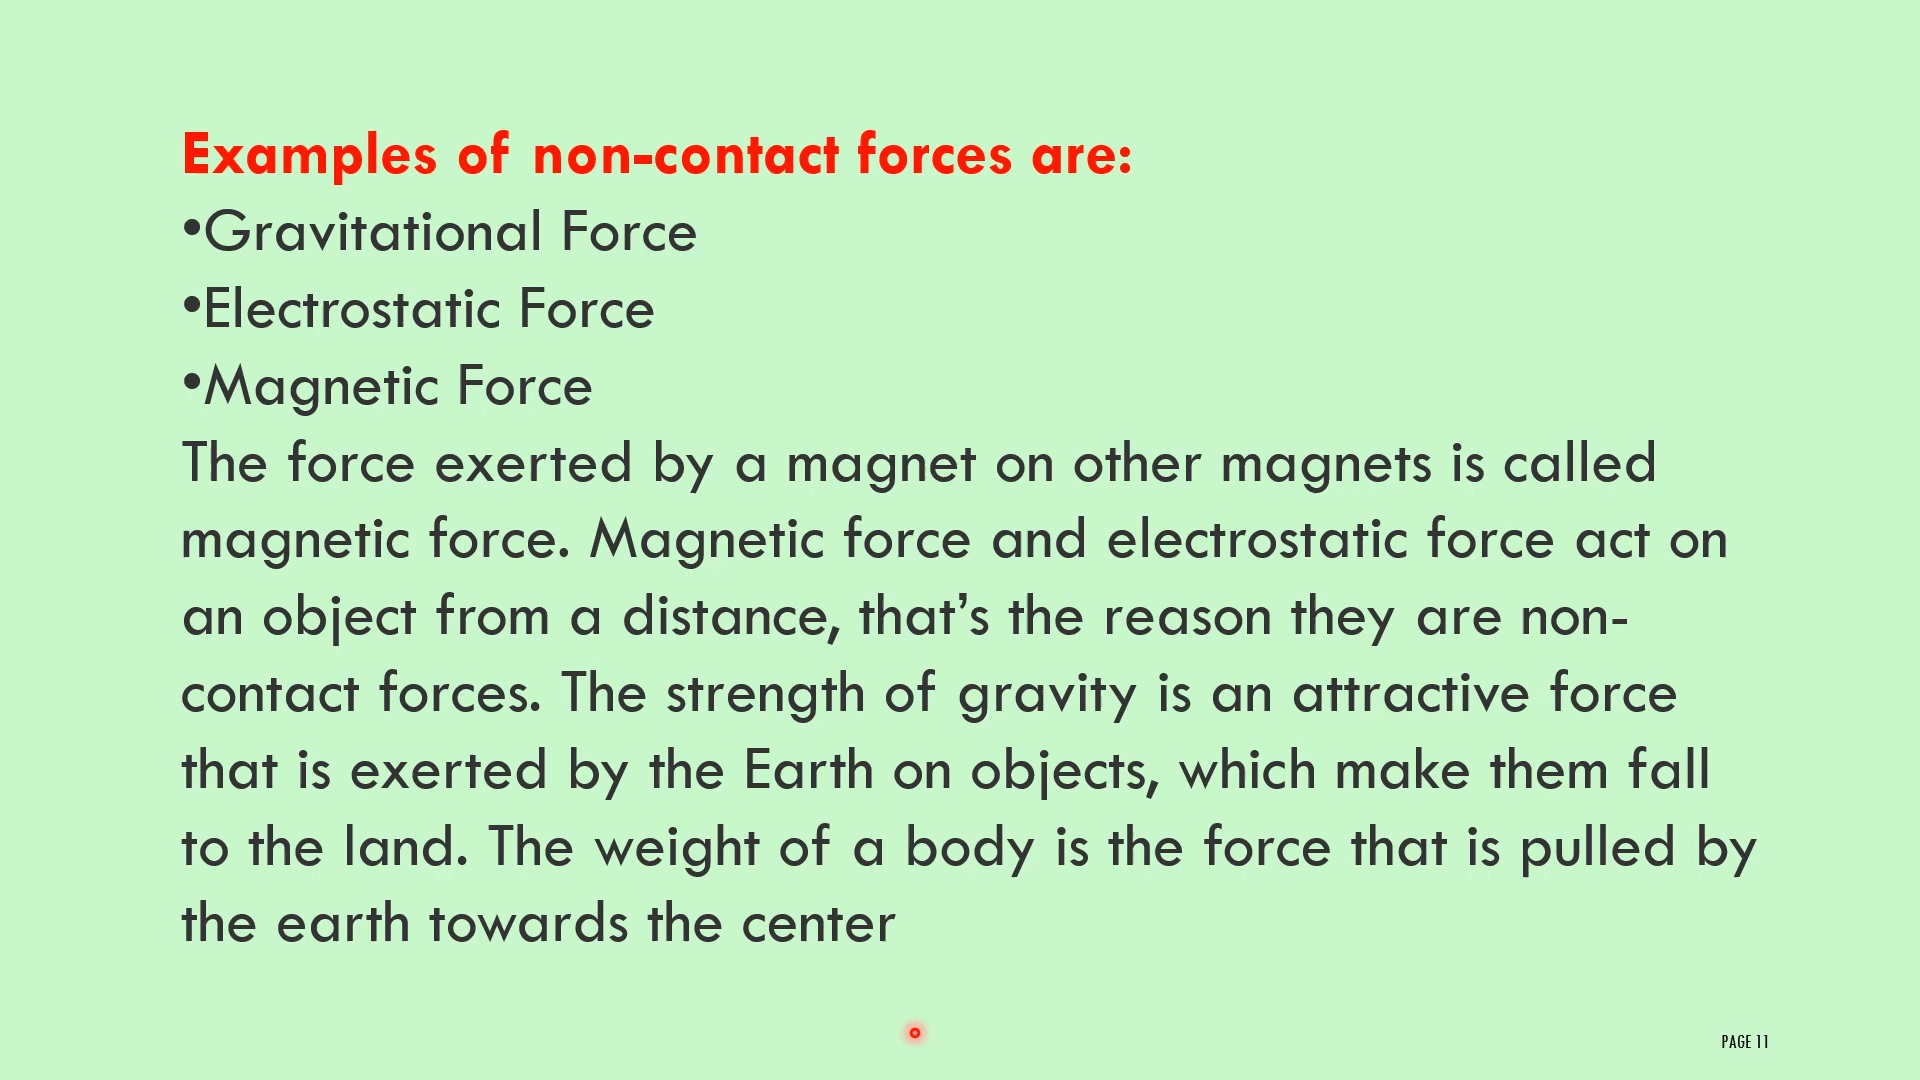 Examples of non-contact forces are:
•Gravitational Force
•Electrostatic Force
•Magnetic Force
The force exerted by a magnet on other magnets is called
magnetic force. Magnetic force and electrostatic force act on
an object from a distance, that’s the reason they are non-
contact forces. The strength of gravity is an attractive force
that is exerted by the Earth on objects, which make them fall
to the land. The weight of a body is the force that is pulled by
the earth towards the center
PAGE 11